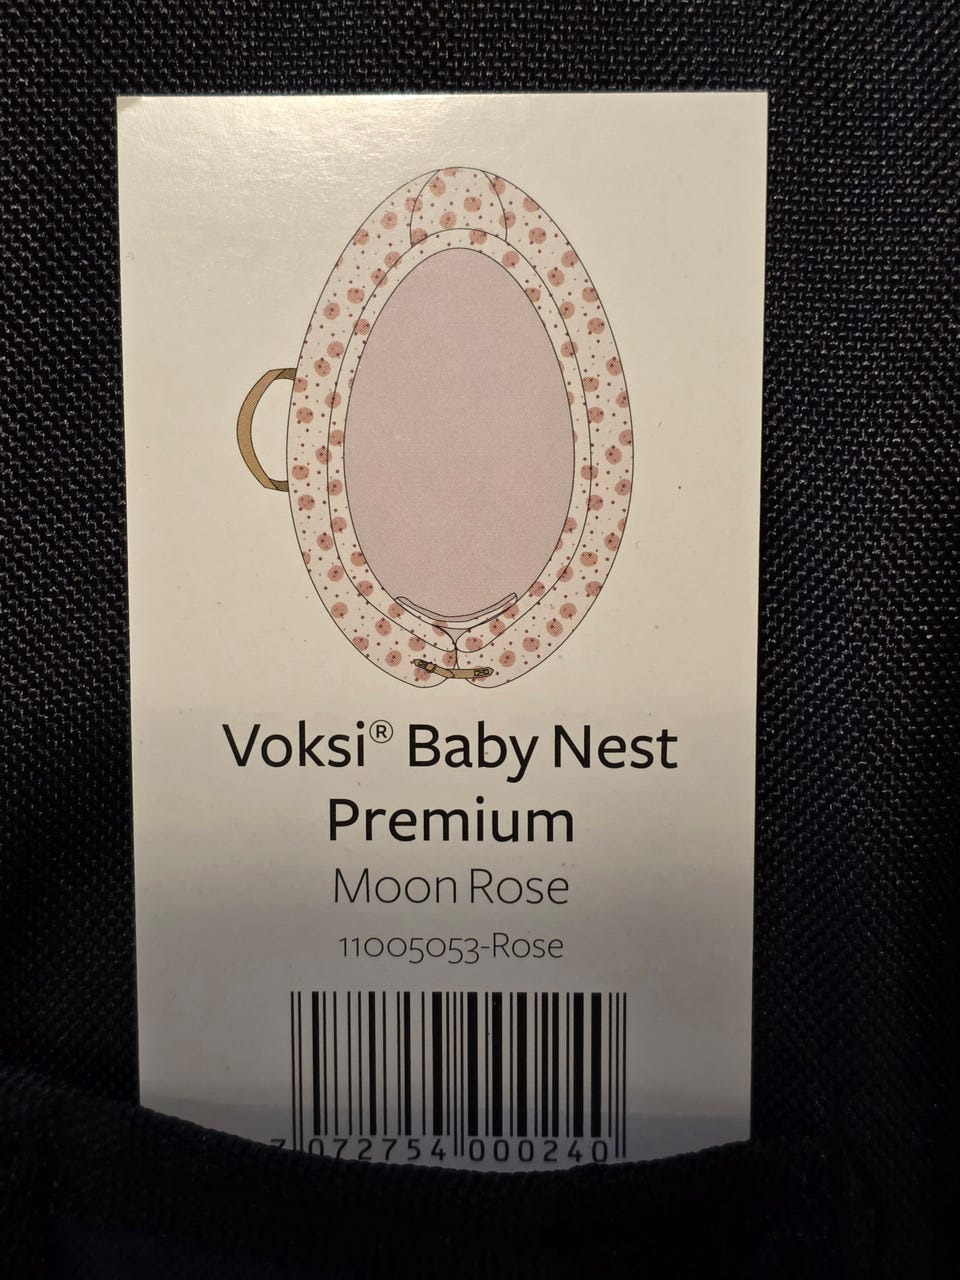 Voksi® Baby Nest
Premium
Moon Rose
11005053-Rose
7 072754 000240